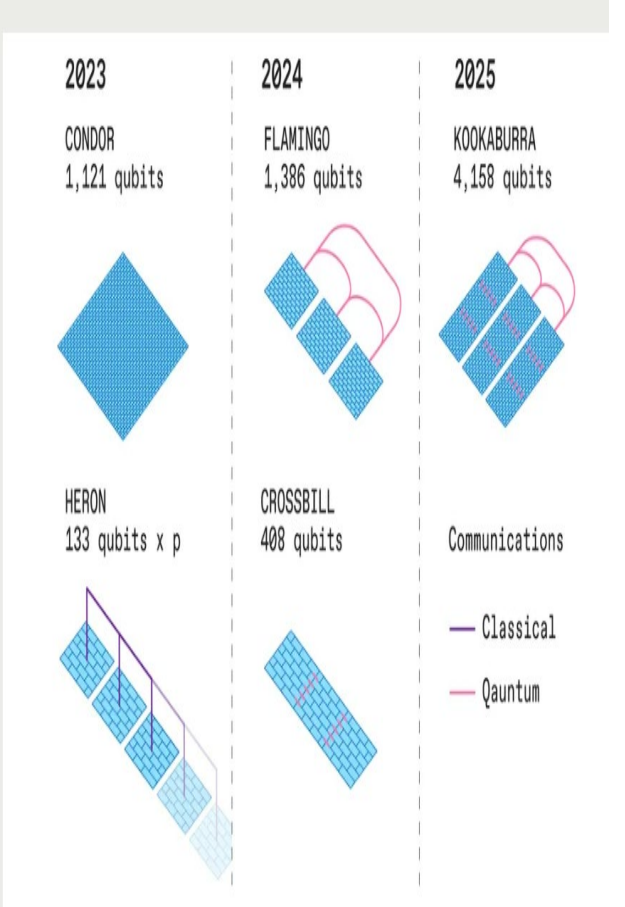 2023
CONDOR
1,121 qubits
HERON
133 qubits x p
2024
FLAMINGO
1,386 qubits
CROSSBILL
408 qubits
2025
KOOKABURRA
4,158 qubits
Communications
Classical
Qauntum